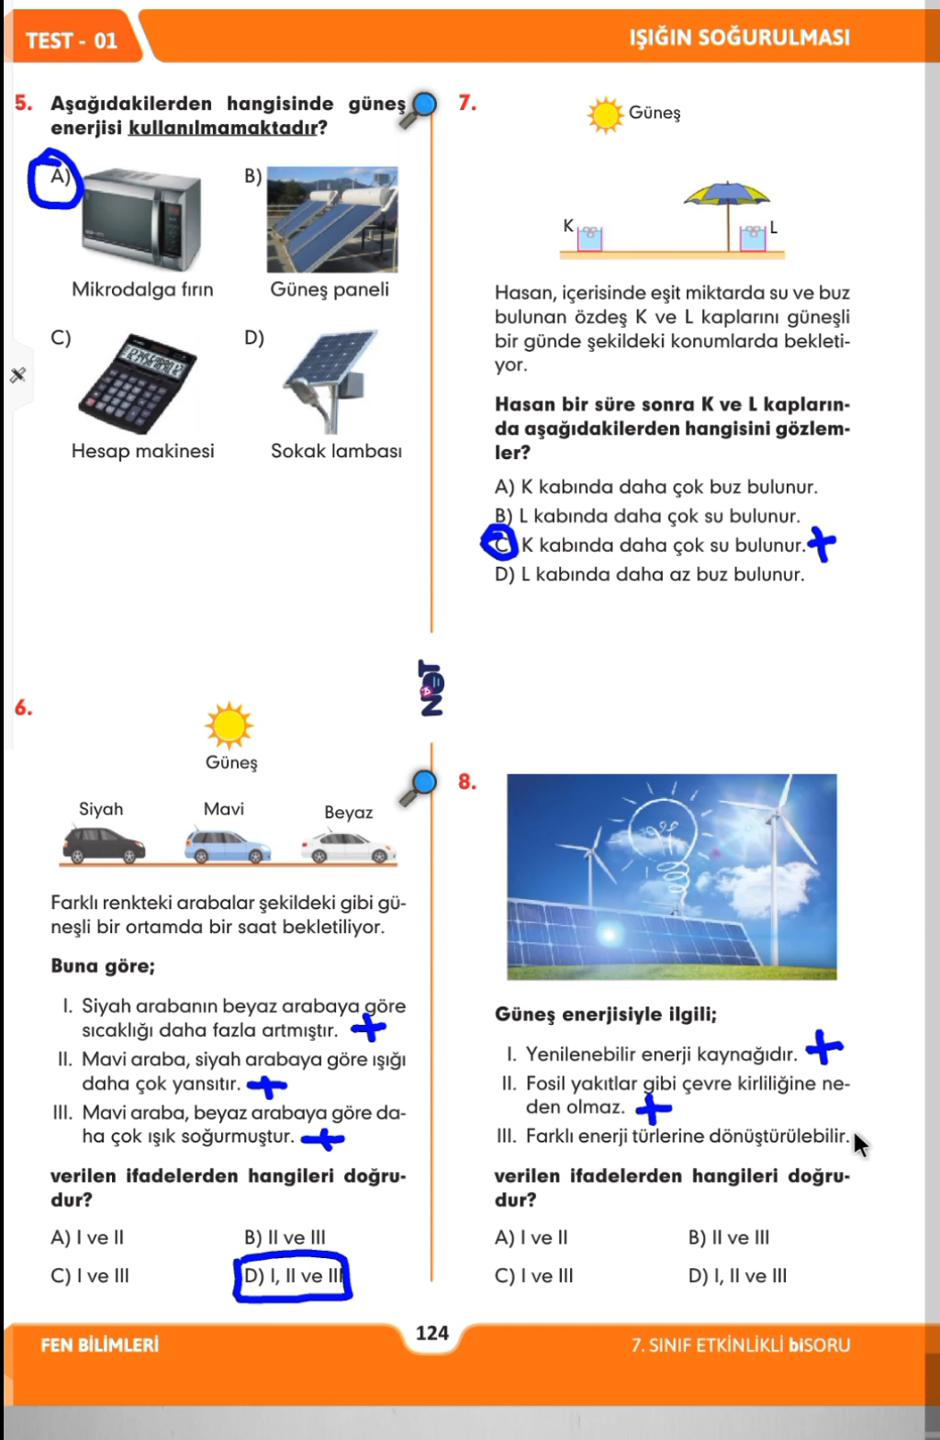 TEST - 01
IŞIĞIN SOĞURULMASI
5. Aşağıdakilerden hangisinde güneş
enerjisi kullanılmamaktadır?
A)
B)
Mikrodalga fırın
Güneş paneli
C)
D)
Hesap makinesi
Sokak lambası
6.
Güneş
Siyah
Mavi
Beyaz
Farklı renkteki arabalar şekildeki gibi gü-
neşli bir ortamda bir saat bekletiliyor.
Buna göre;
I. Siyah arabanın beyaz arabaya göre
sıcaklığı daha fazla artmıştır.
II. Mavi araba, siyah arabaya göre ışığı
daha çok yansıtır.
III. Mavi araba, beyaz arabaya göre da-
ha çok ışık soğurmuştur.
verilen ifadelerden hangileri doğru-
dur?
A) I ve II
B) II ve III
C) I ve III
D) I, II ve III
7.
Güneş
K
L
Hasan, içerisinde eşit miktarda su ve buz
bulunan özdeş K ve L kaplarını güneşli
bir günde şekildeki konumlarda bekleti-
yor.
Hasan bir süre sonra K ve L kapların-
da aşağıdakilerden hangisini gözlem-
ler?
A) K kabında daha çok buz bulunur.
B) L kabında daha çok su bulunur.
C) K kabında daha çok su bulunur.
D) L kabında daha az buz bulunur.
NOT
8.
Güneş enerjisiyle ilgili;
I. Yenilenebilir enerji kaynağıdır.
II. Fosil yakıtlar gibi çevre kirliliğine ne-
den olmaz.
III. Farklı enerji türlerine dönüştürülebilir.
verilen ifadelerden hangileri doğru-
dur?
A) I ve II
B) II ve III
C) I ve III
D) I, II ve III
FEN BİLİMLERİ
124
7. SINIF ETKİNLİKLİ biSORU